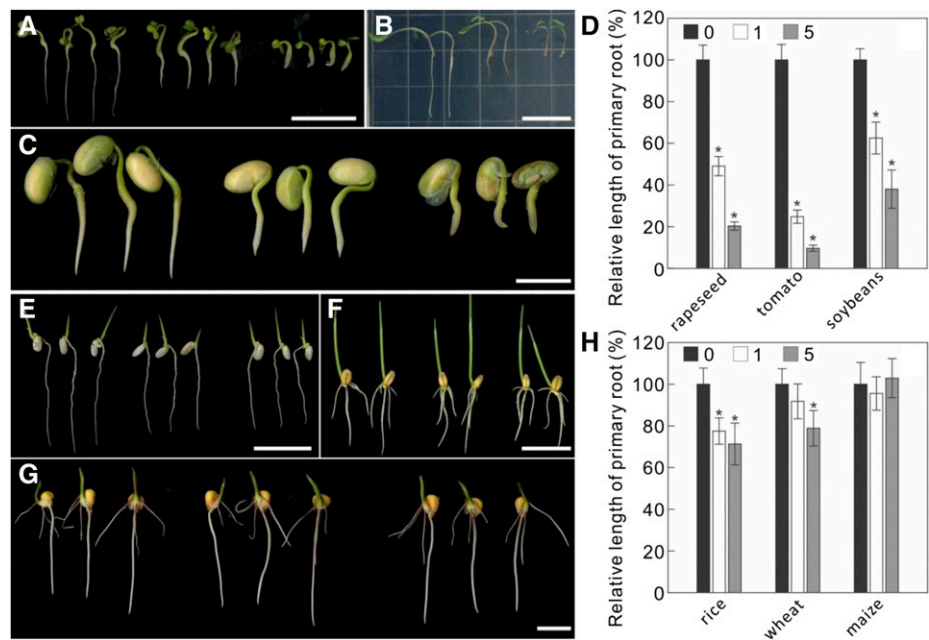 A
B
C
D
Relative length of primary root (%)
120
100
80
60
40
20
0
0 1 5
* * * * * *
rapeseed tomato soybeans
E
F
G
H
Relative length of primary root (%)
120
100
80
60
40
20
0
0 1 5
* * *
rice wheat maize